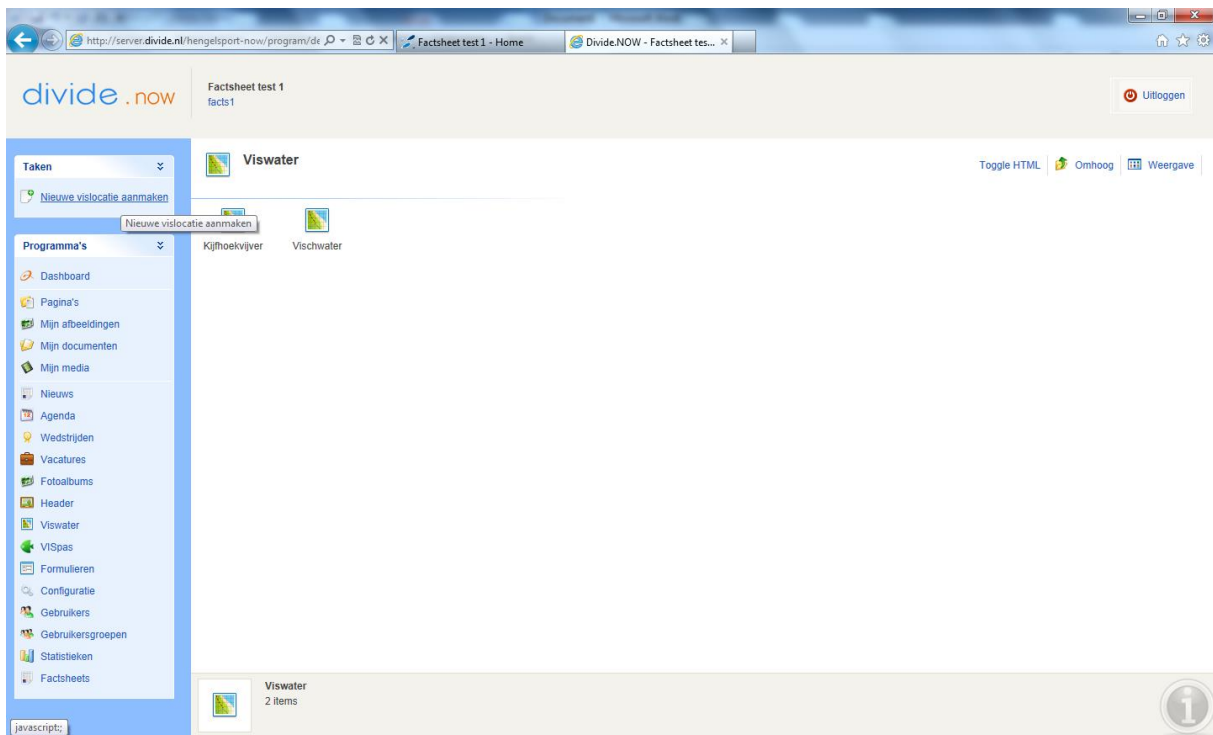 http://server.divide.nl/hengelsport-now/program/de
Factsheet test 1 - Home
Divide.NOW - Factsheet tes...
divide.now
Factsheet test 1
facts1
Uitloggen
Taken
Nieuwe vislocatie aanmaken
Nieuwe vislocatie aanmaken
Viswater
Toggle HTML
Omhoog
Weergave
Kijfhoekvijver
Vischwater
Programma's
Dashboard
Pagina's
Mijn afbeeldingen
Mijn documenten
Mijn media
Nieuws
Agenda
Wedstrijden
Vacatures
Fotoalbums
Header
Viswater
VISpas
Formulieren
Configuratie
Gebruikers
Gebruikersgroepen
Statistieken
Factsheets
Viswater
2 items
javascript:;